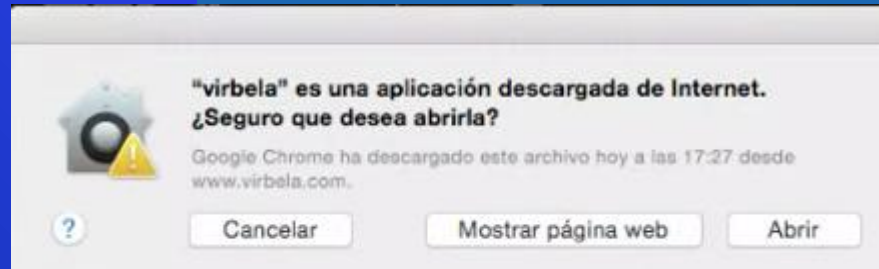 “virbela” es una aplicación descargada de Internet.
¿Seguro que desea abrirla?
Google Chrome ha descargado este archivo hoy a las 17:27 desde
www.virbela.com.
?
Cancelar
Mostrar página web
Abrir